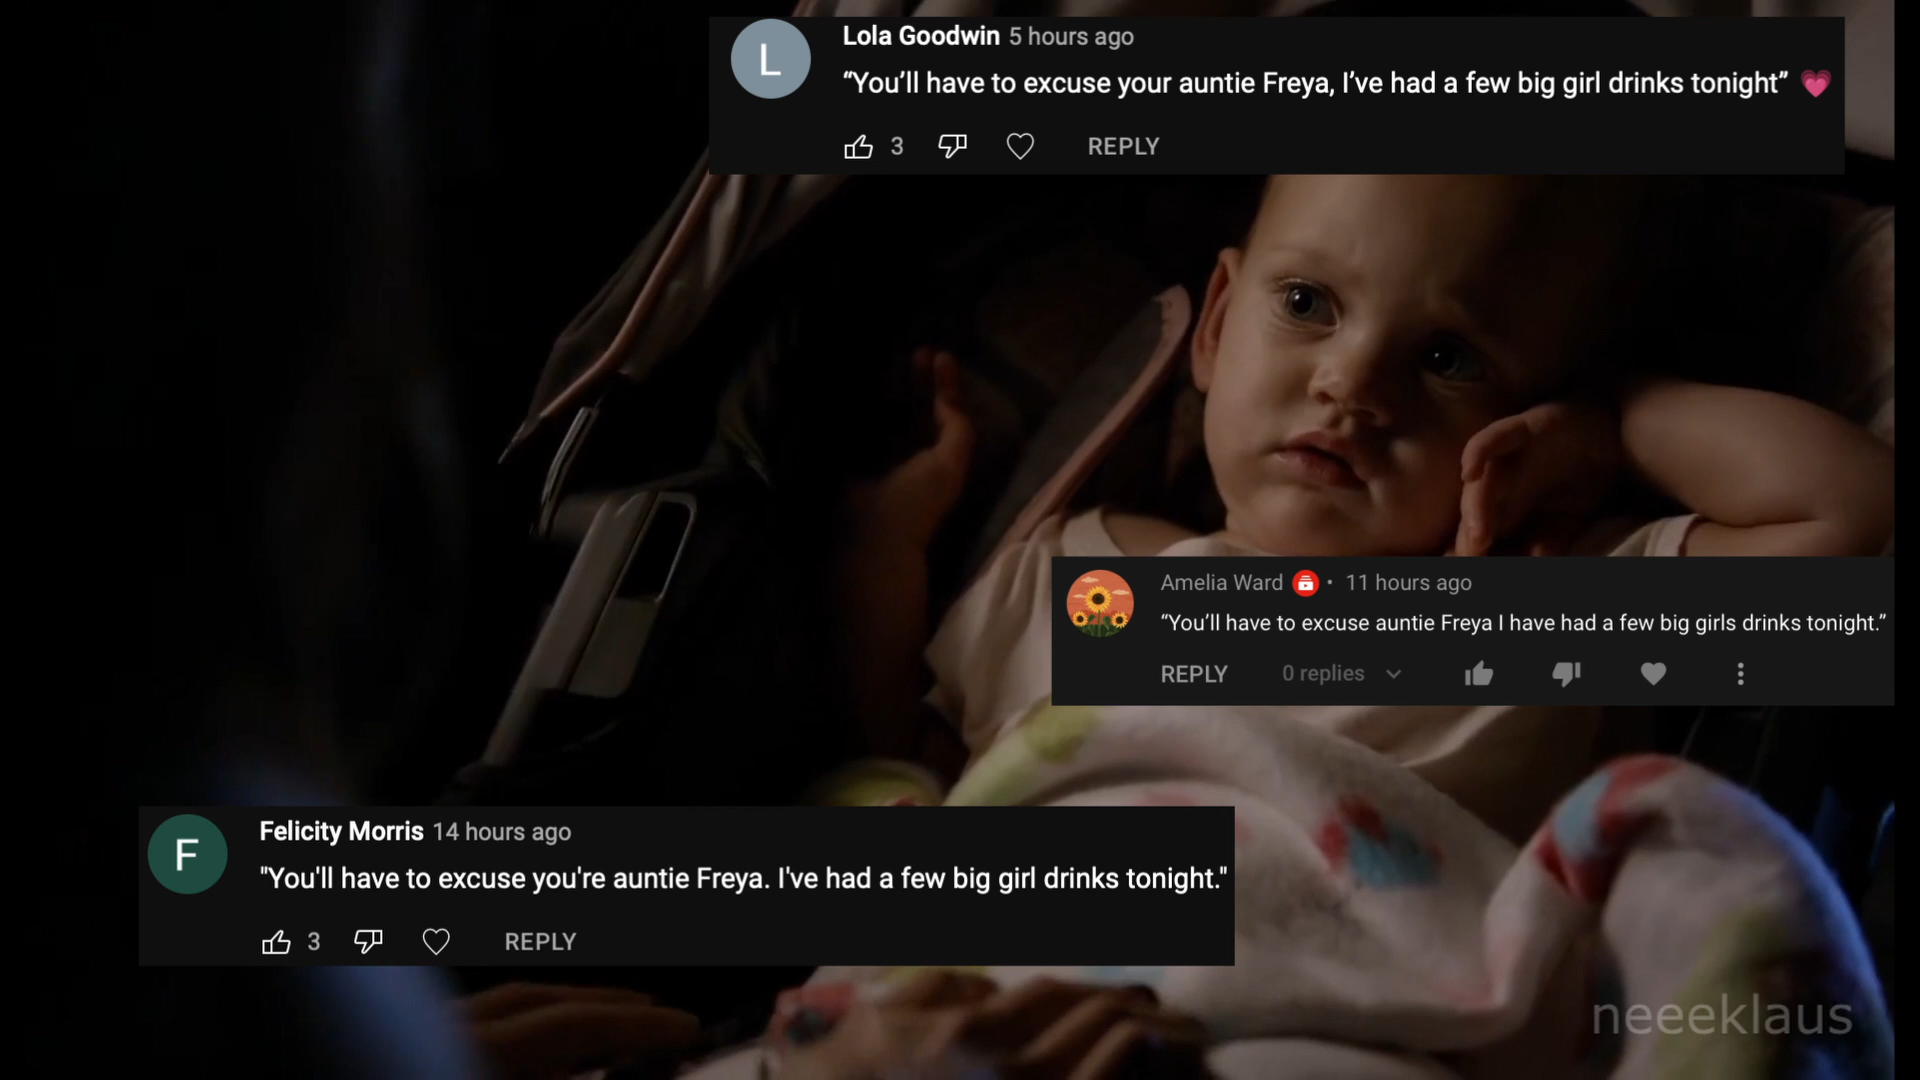 L
Lola Goodwin 5 hours ago
“You’ll have to excuse your auntie Freya, I’ve had a few big girl drinks tonight” 💗
3 REPLY
Amelia Ward • 11 hours ago
“You’ll have to excuse auntie Freya I have had a few big girls drinks tonight.”
REPLY 0 replies
F
Felicity Morris 14 hours ago
"You'll have to excuse you're auntie Freya. I've had a few big girl drinks tonight."
3 REPLY
neeeklaus